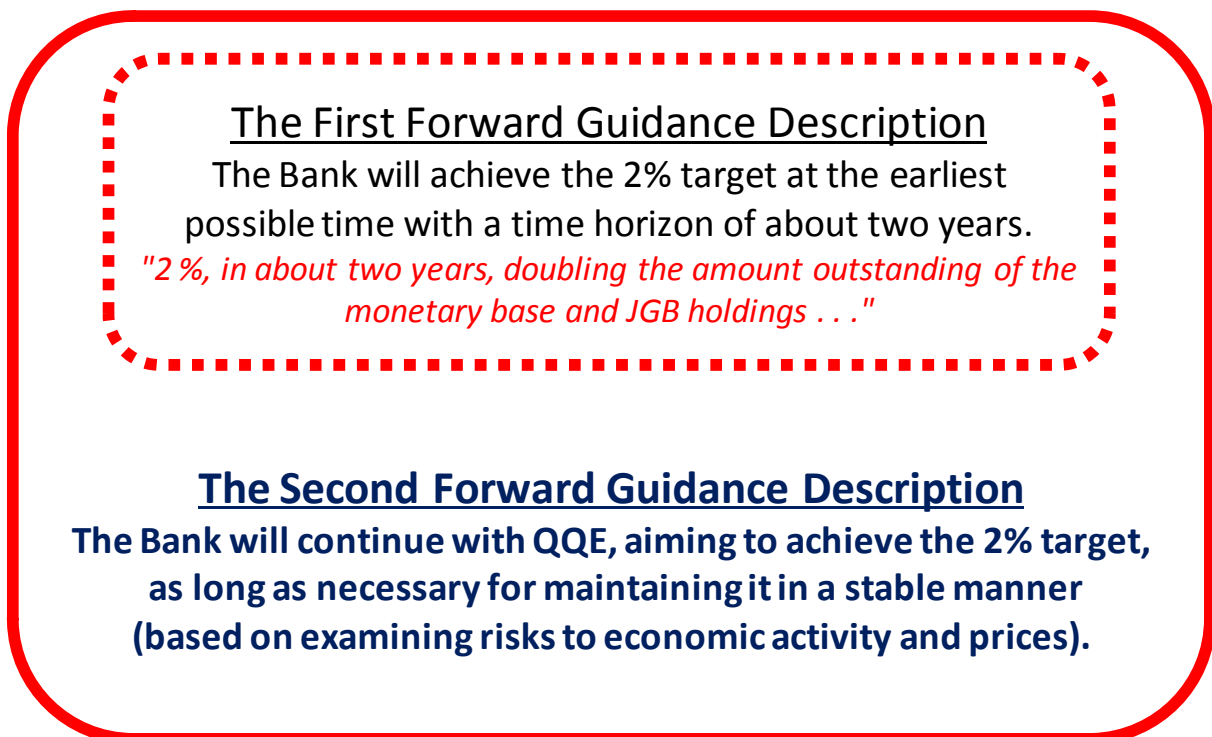 The First Forward Guidance Description
The Bank will achieve the 2% target at the earliest
possible time with a time horizon of about two years.
"2 %, in about two years, doubling the amount outstanding of the
monetary base and JGB holdings . . ."
The Second Forward Guidance Description
The Bank will continue with QQE, aiming to achieve the 2% target,
as long as necessary for maintaining it in a stable manner
(based on examining risks to economic activity and prices).